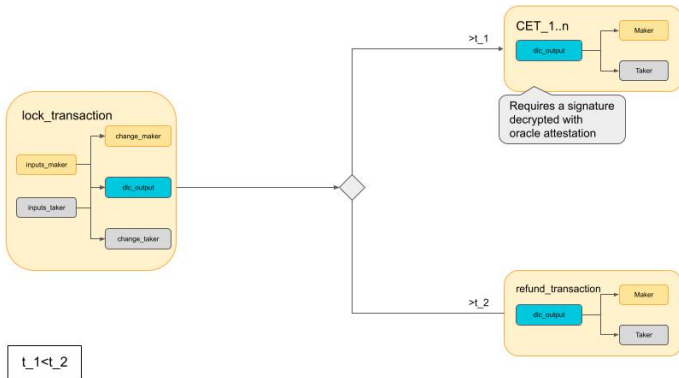 CET_1..n
>t_1
Maker
dlc_output
Taker
Requires a signature
decrypted with
oracle attestation
lock_transaction
change_maker
inputs_maker
dlc_output
inputs_taker
change_taker
refund_transaction
>t_2
Maker
dlc_output
Taker
t_1<t_2